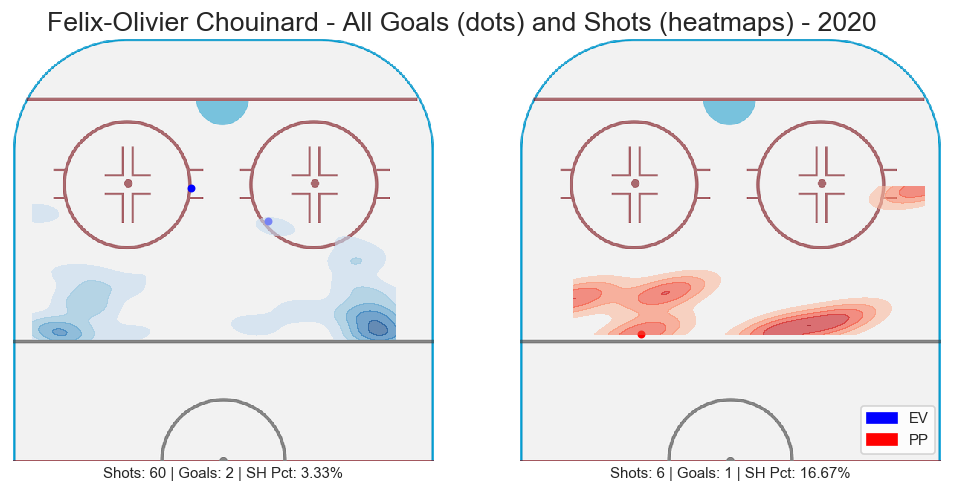 Felix-Olivier Chouinard - All Goals (dots) and Shots (heatmaps) - 2020
EV
PP
Shots: 60 | Goals: 2 | SH Pct: 3.33%
Shots: 6 | Goals: 1 | SH Pct: 16.67%